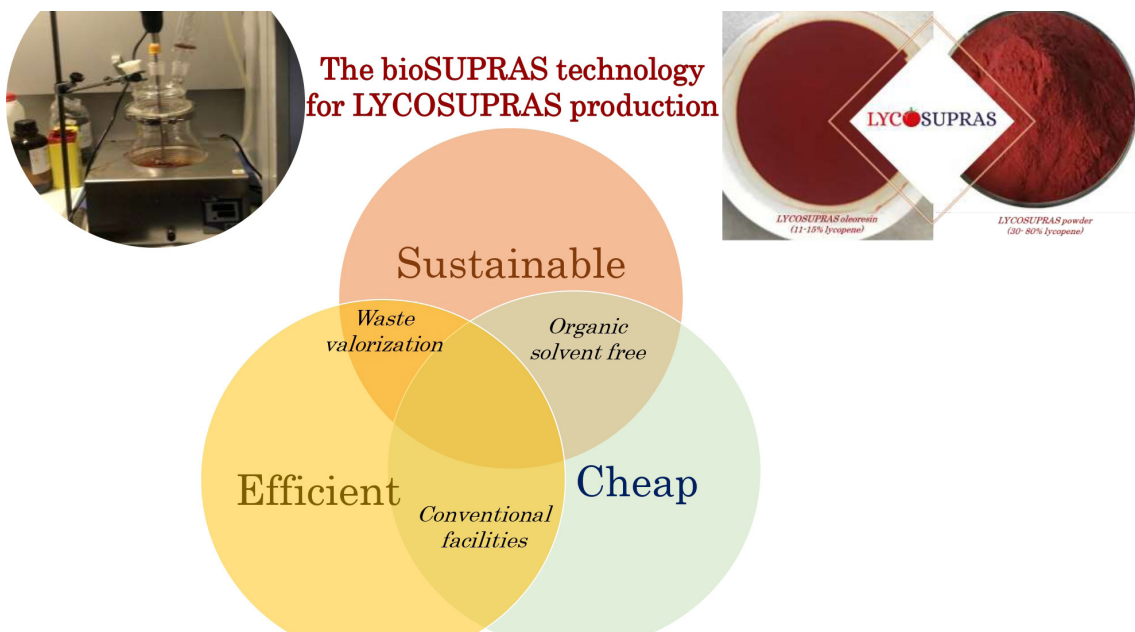 The bioSUPRAS technology
for LYCOSUPRAS production
LYCOSUPRAS
LYCOSUPRAS oleoresin
(11-15% lycopene)
LYCOSUPRAS powder
(30- 80% lycopene)
Sustainable
Waste
valorization
Organic
solvent free
Efficient
Cheap
Conventional
facilities